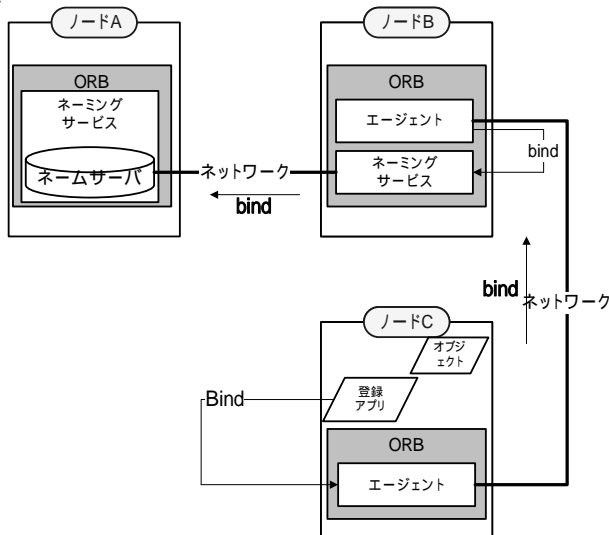 ノードA
ORB
ネーミング
サービス
ネームサーバ
ネットワーク
bind
ノードB
ORB
エージェント
bind
ネーミング
サービス
bind
ネットワーク
ノードC
オブジ
ェクト
登録
アプリ
Bind
ORB
エージェント